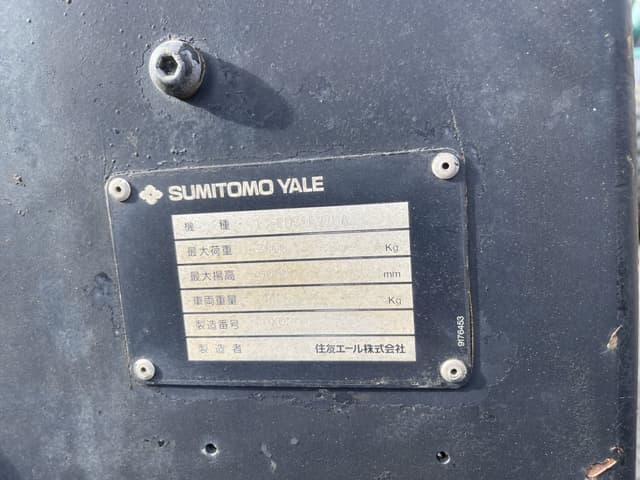 SUMITOMO YALE
機 種
最大荷重 Kg
最大揚高 mm
車両重量 Kg
製造番号
製造者 住友エール株式会社
9176453